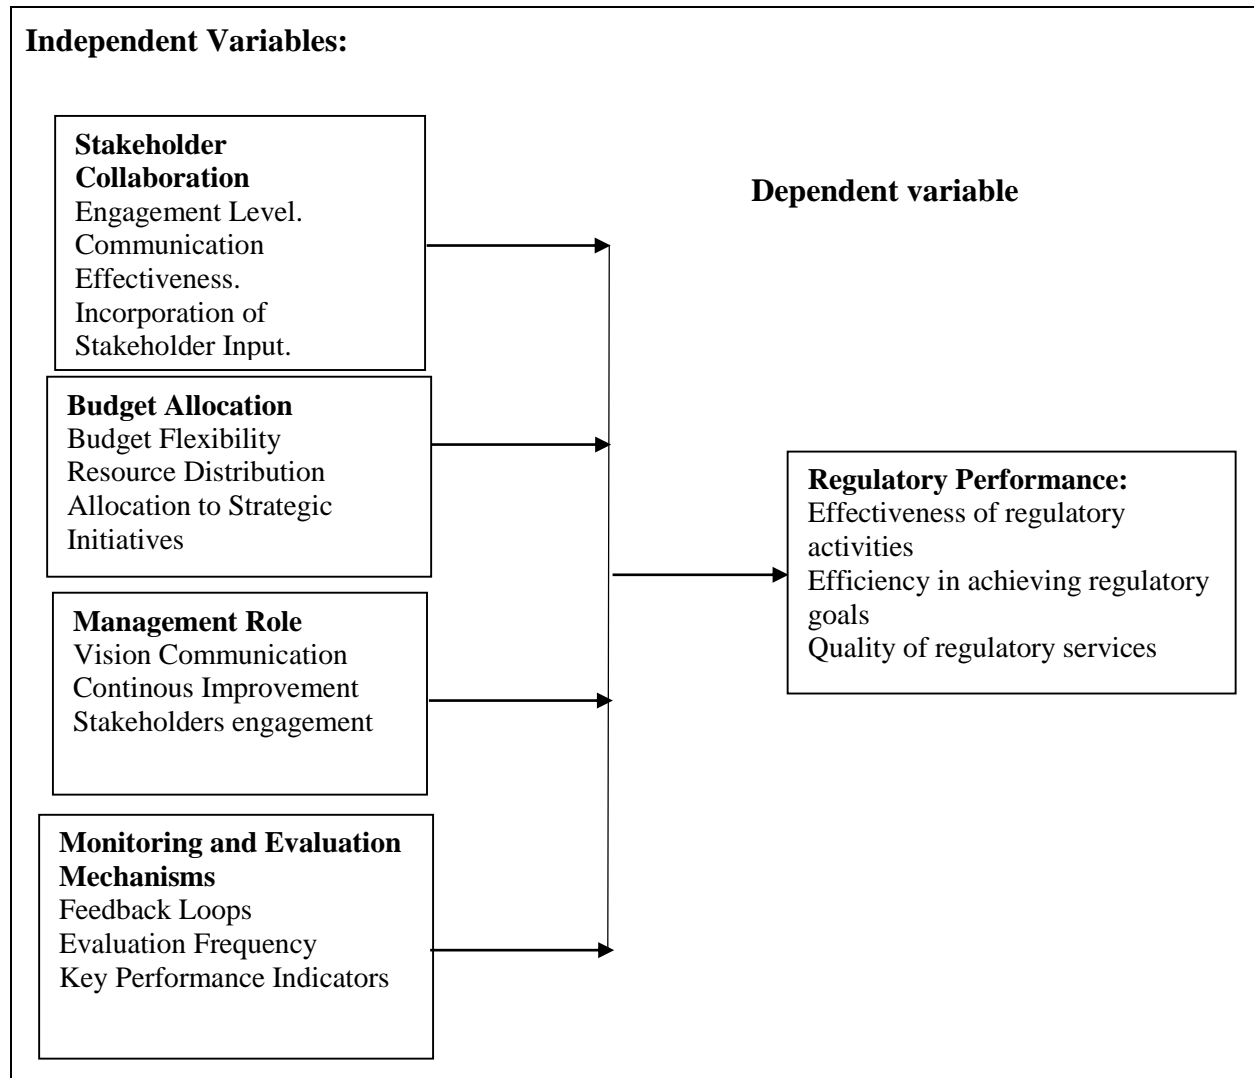 Independent Variables:
Stakeholder
Collaboration
Engagement Level.
Communication
Effectiveness.
Incorporation of
Stakeholder Input.
Dependent variable
Budget Allocation
Budget Flexibility
Resource Distribution
Allocation to Strategic
Initiatives
Regulatory Performance:
Effectiveness of regulatory
activities
Efficiency in achieving regulatory
goals
Quality of regulatory services
Management Role
Vision Communication
Continous Improvement
Stakeholders engagement
Monitoring and Evaluation
Mechanisms
Feedback Loops
Evaluation Frequency
Key Performance Indicators